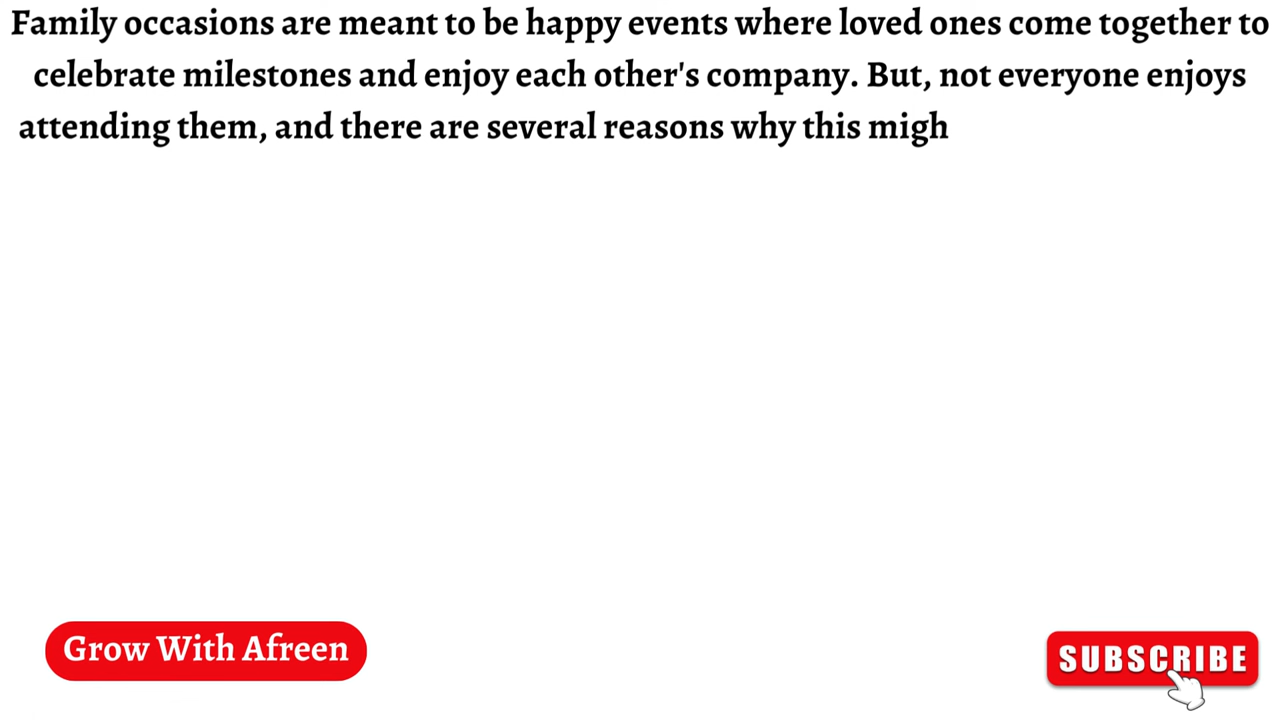 Family occasions are meant to be happy events where loved ones come together to
celebrate milestones and enjoy each other's company. But, not everyone enjoys
attending them, and there are several reasons why this migh
Grow With Afreen
SUBSCRIBE